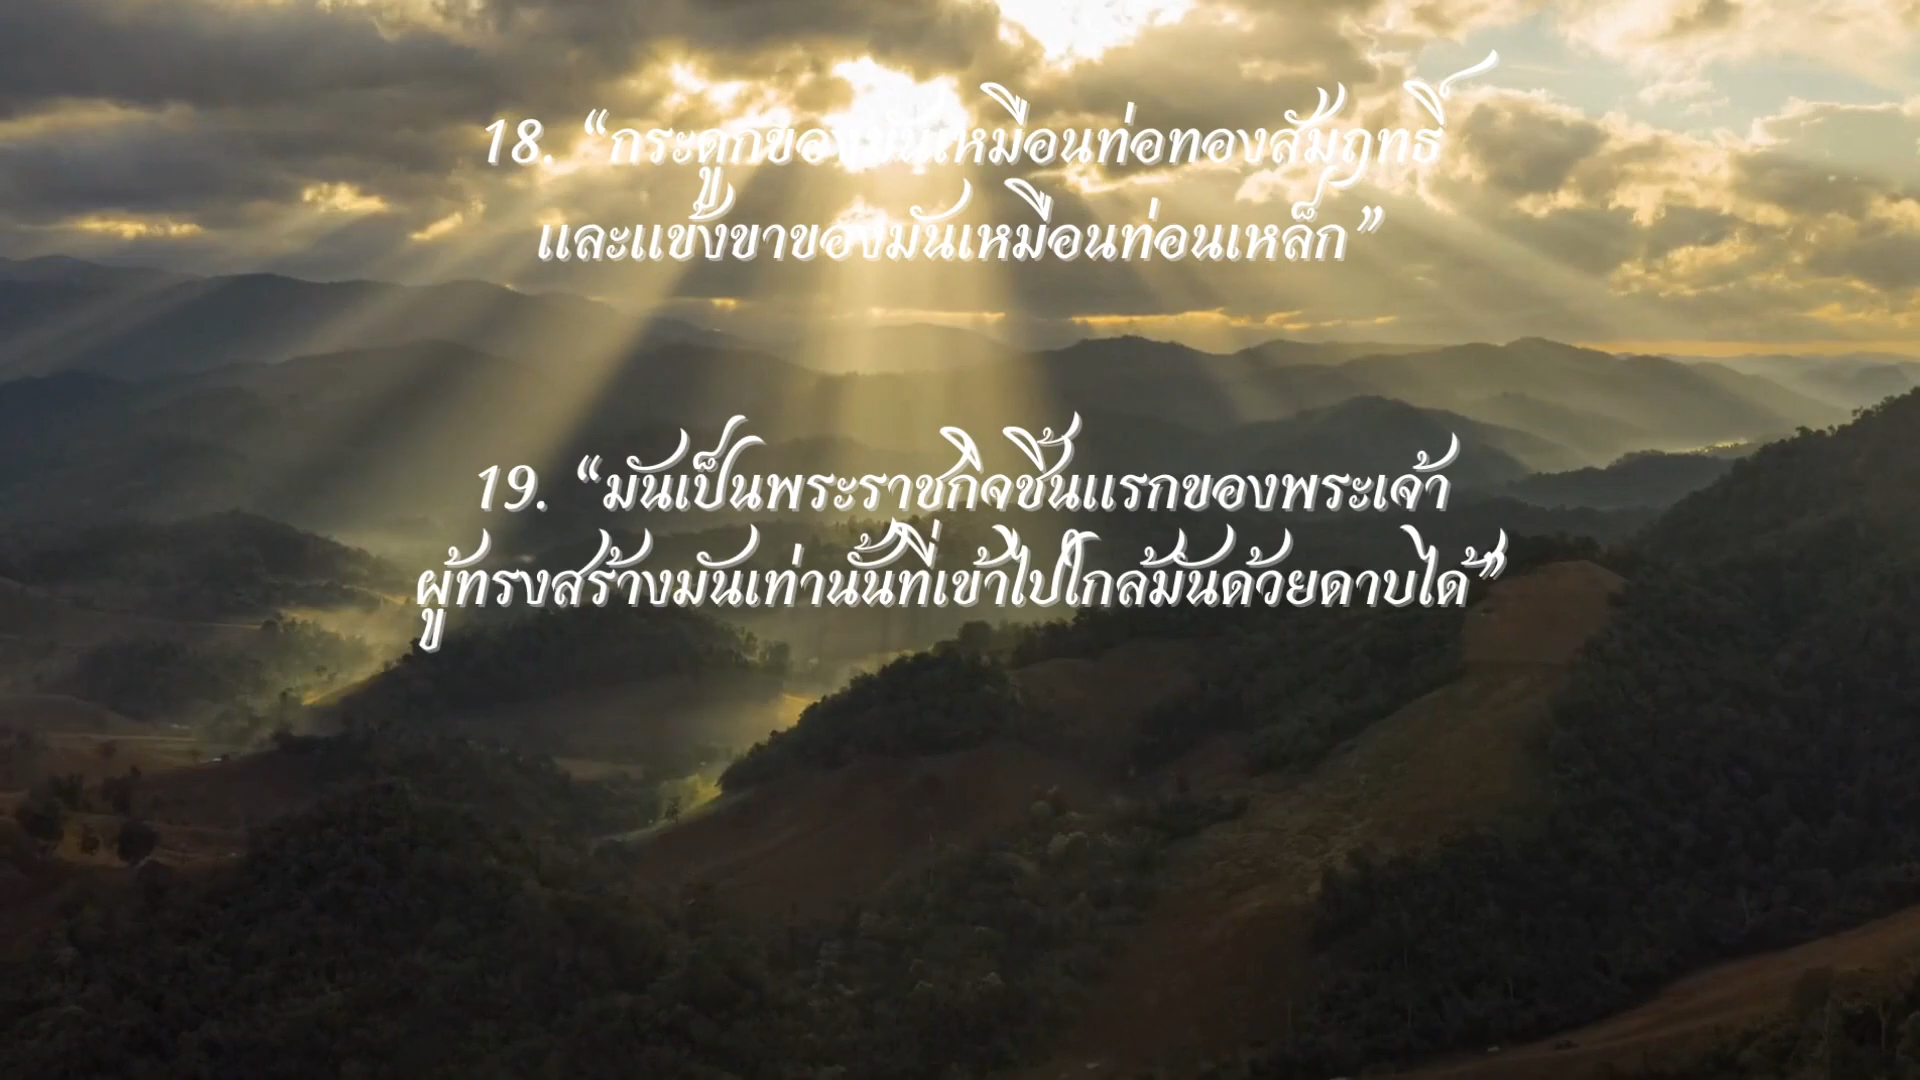 18. “กระดูกของมันเหมือนท่อทองสัมฤทธิ์
และแข้งขาของมันเหมือนท่อนเหล็ก”
19. “มันเป็นพระราชกิจชิ้นแรกของพระเจ้า
ผู้ทรงสร้างมันเท่านั้นที่เข้าไปใกล้มันด้วยดาบได้”